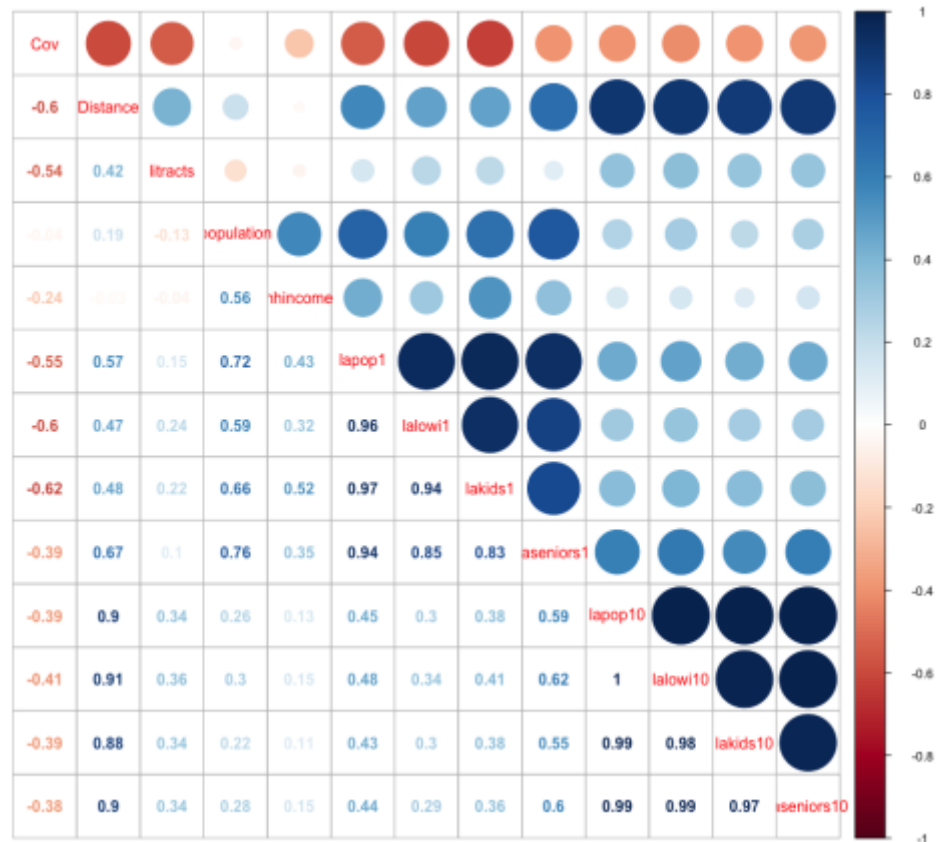 Cov
-0.6 Distance
-0.54 0.42 litracts
-0.04 0.19 -0.13 population
-0.24 -0.04 0.56 hhincome
-0.55 0.57 0.15 0.72 0.43 lapop1
-0.6 0.47 0.24 0.59 0.32 0.96 lalowi1
-0.62 0.48 0.22 0.66 0.52 0.97 0.94 lakids1
-0.39 0.67 0.1 0.76 0.35 0.94 0.85 0.83 aseniors1
-0.39 0.9 0.34 0.26 0.13 0.45 0.3 0.38 0.59 lapop10
-0.41 0.91 0.36 0.3 0.15 0.48 0.34 0.41 0.62 1 lalowi10
-0.39 0.88 0.34 0.22 0.11 0.43 0.3 0.38 0.55 0.99 0.98 lakids10
-0.38 0.9 0.34 0.28 0.15 0.44 0.29 0.36 0.6 0.99 0.99 0.97 seniors10
1
0.8
0.6
0.4
0.2
0
-0.2
-0.4
-0.6
-0.8
-1